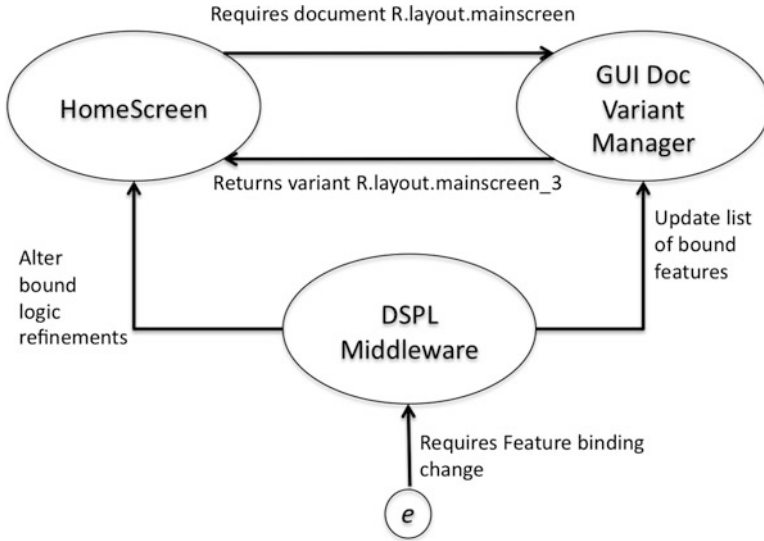 Requires document R.layout.mainscreen
HomeScreen
GUI Doc
Variant
Manager
Returns variant R.layout.mainscreen_3
Alter
bound
logic
refinements
Update list
of bound
features
DSPL
Middleware
Requires Feature binding
change
e